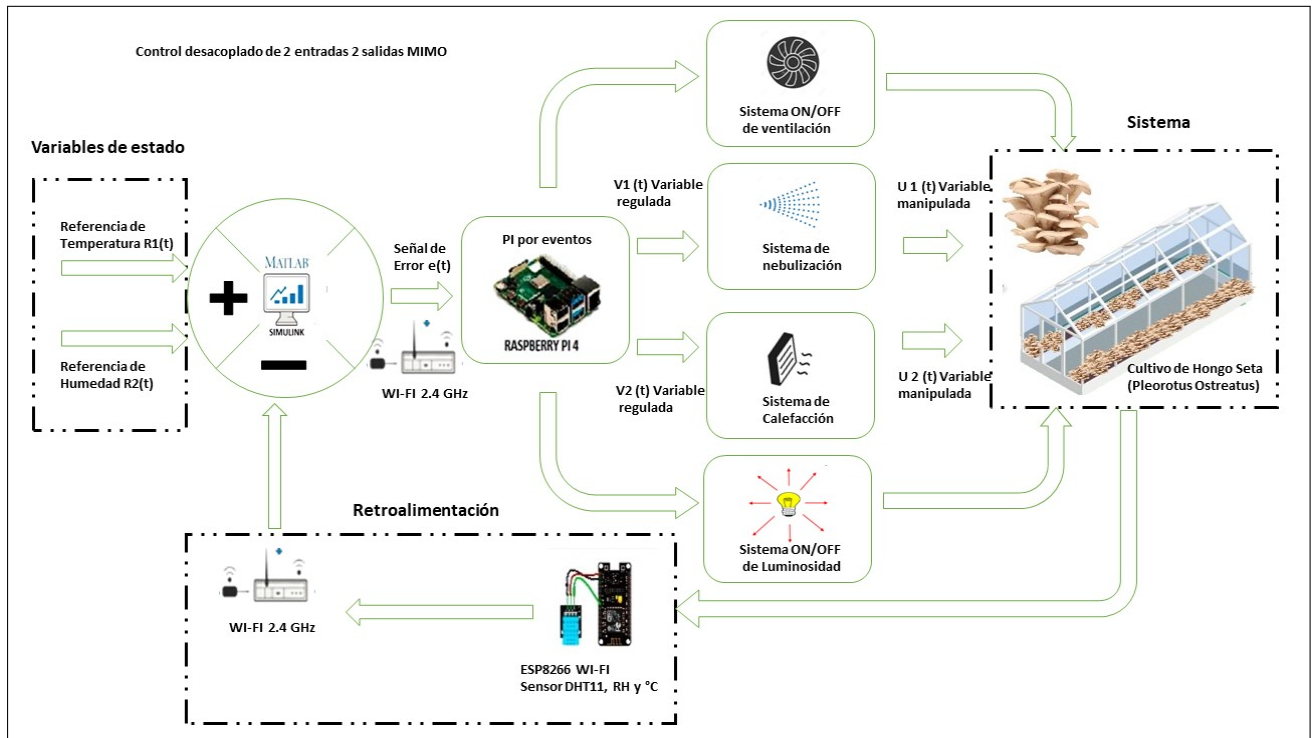 Control desacoplado de 2 entradas 2 salidas MIMO
Sistema ON/OFF
de ventilación
Variables de estado
Sistema
Referencia de
Temperatura R1(t)
Referencia de
Humedad R2(t)
MATLAB
SIMULINK
Señal de
Error e(t)
WI-FI 2.4 GHz
PI por eventos
RASPBERRY PI 4
V1 (t) Variable
regulada
V2 (t) Variable
regulada
Sistema de
nebulización
Sistema de
Calefacción
U 1 (t) Variable
manipulada
U 2 (t) Variable
manipulada
Cultivo de Hongo Seta
(Pleorotus Ostreatus)
Sistema ON/OFF
de Luminosidad
Retroalimentación
WI-FI 2.4 GHz
ESP8266 WI-FI
Sensor DHT11, RH y °C